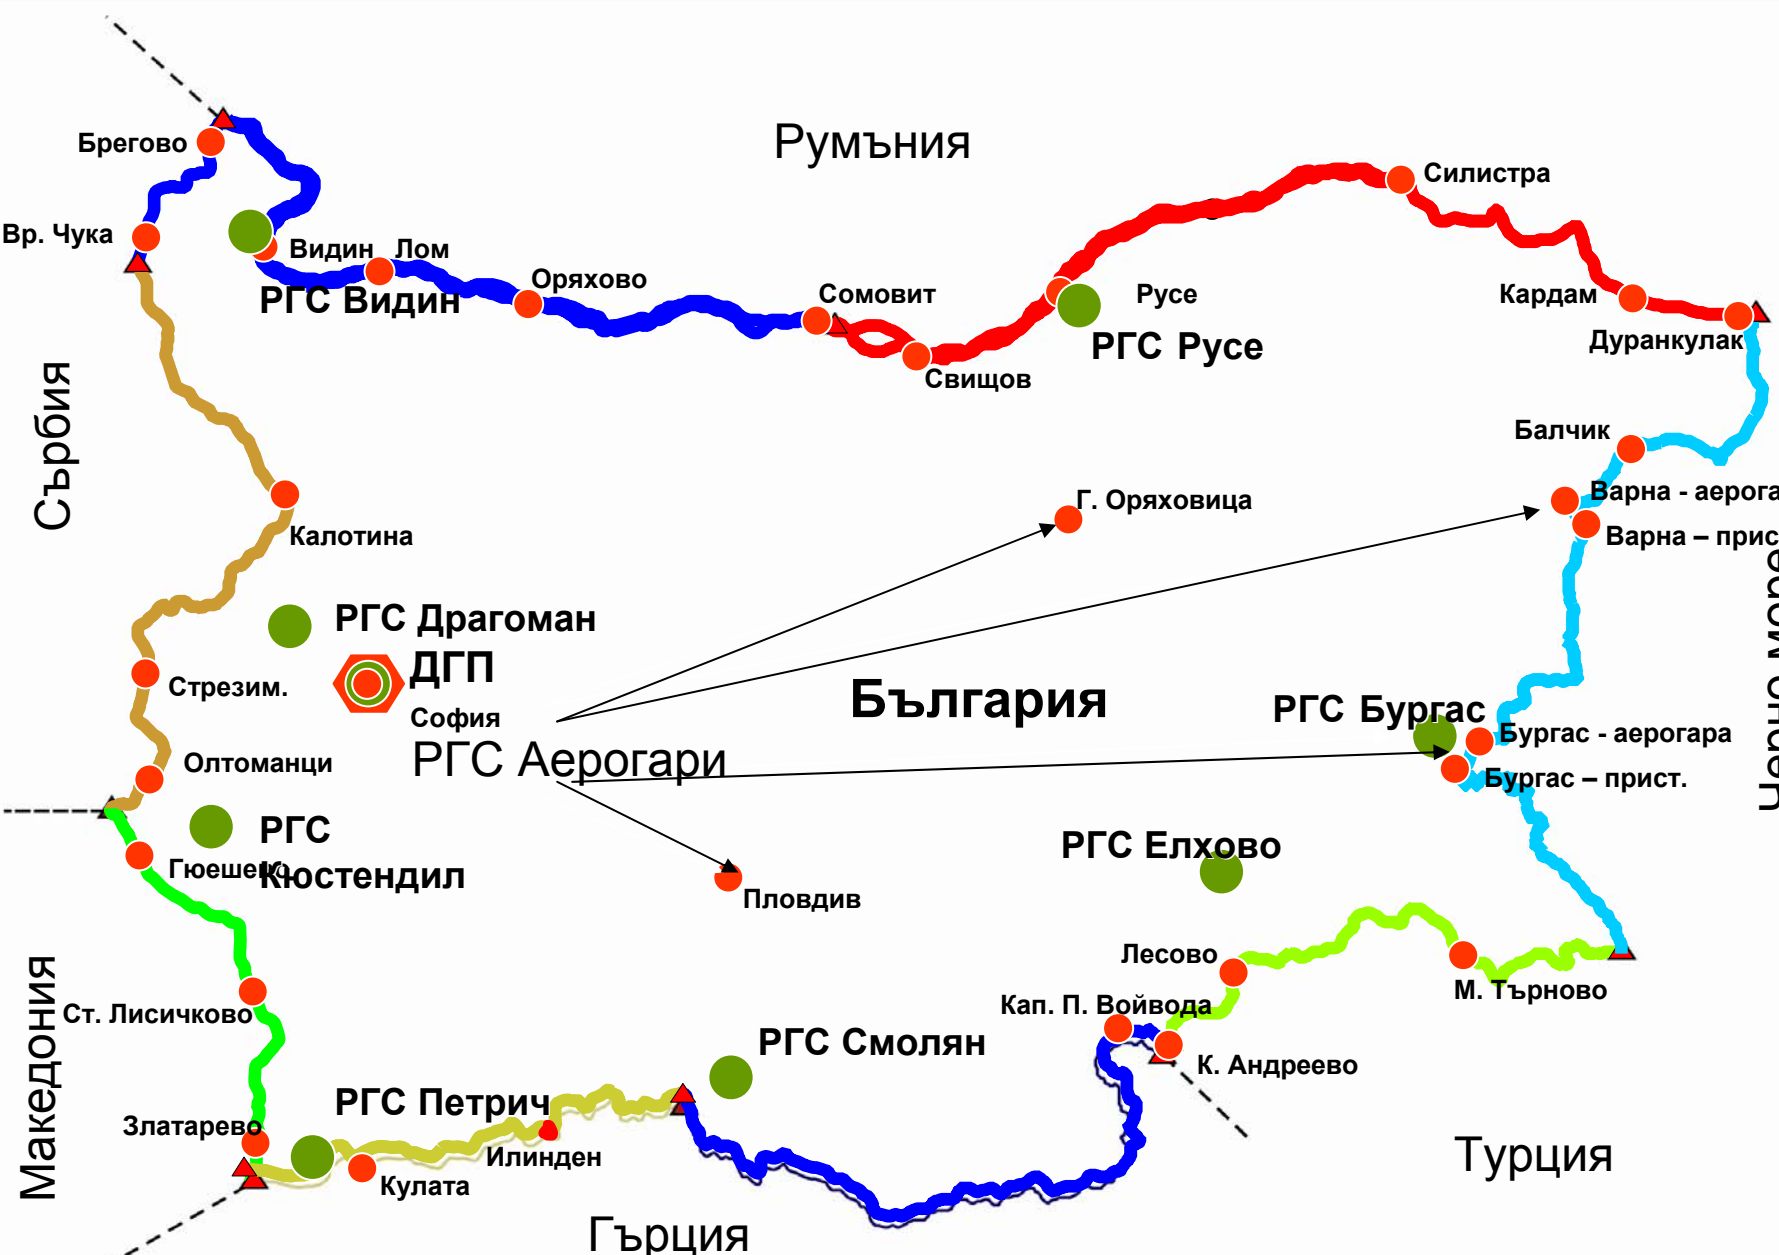 Румъния
Брегово
Силистра
Вр. Чука
Видин
Лом
Оряхово
Сомовит
Русе
Кардам
РГС Видин
РГС Русе
Дуранкулак
Свищов
Сърбия
Балчик
Варна - аерога
Г. Оряховица
Калотина
Варна – прис
Черно море
РГС Драгоман
ДГП
Стрезим.
София
България
РГС Бургас
Бургас - аерогара
РГС Аерогари
Олтоманци
Бургас – прист.
РГС
Кюстендил
Гюешево
РГС Елхово
Пловдив
Лесово
М. Търново
Кап. П. Войвода
Ст. Лисичково
Македония
РГС Смолян
К. Андреево
РГС Петрич
Златарево
Илинден
Кулата
Турция
Гърция